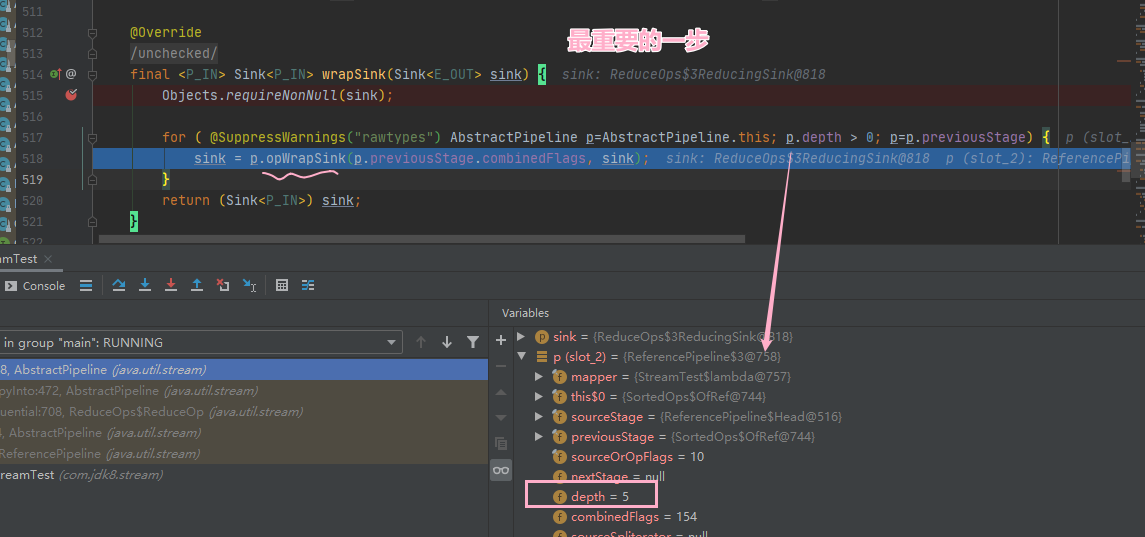 511
512 @Override
最重要的一步
513 /unchecked/
514 @ final <P_IN> Sink<P_IN> wrapSink(Sink<E_OUT> sink) { sink: ReduceOps$3ReducingSink@818
515 Objects.requireNonNull(sink);
517 for ( @SuppressWarnings("rawtypes") AbstractPipeline p=AbstractPipeline.this; p.depth > 0; p=p.previousStage) { p (slot_
518 sink = p.opWrapSink(p.previousStage.combinedFlags, sink); sink: ReduceOps$3ReducingSink@818 p (slot_2): ReferencePi
519 }
520 return (Sink<P_IN>) sink;
521 }
522
amTest ×
Console
Variables
in group "main": RUNNING
8, AbstractPipeline (java.util.stream)
pyInto:472, AbstractPipeline (java.util.stream)
quential:708, ReduceOps$ReduceOp (java.util.stream)
4, AbstractPipeline (java.util.stream)
ReferencePipeline (java.util.stream)
reamTest (com.jdk8.stream)
p sink = {ReduceOps$3ReducingSink@818}
p (slot_2) = {ReferencePipeline$3@758}
f mapper = {StreamTest$lambda@757}
f this$0 = {SortedOps$OfRef@744}
f sourceStage = {ReferencePipeline$Head@516}
f previousStage = {SortedOps$OfRef@744}
f sourceOrOpFlags = 10
f nextStage = null
f depth = 5
f combinedFlags = 154
f sourceSpliterator = null